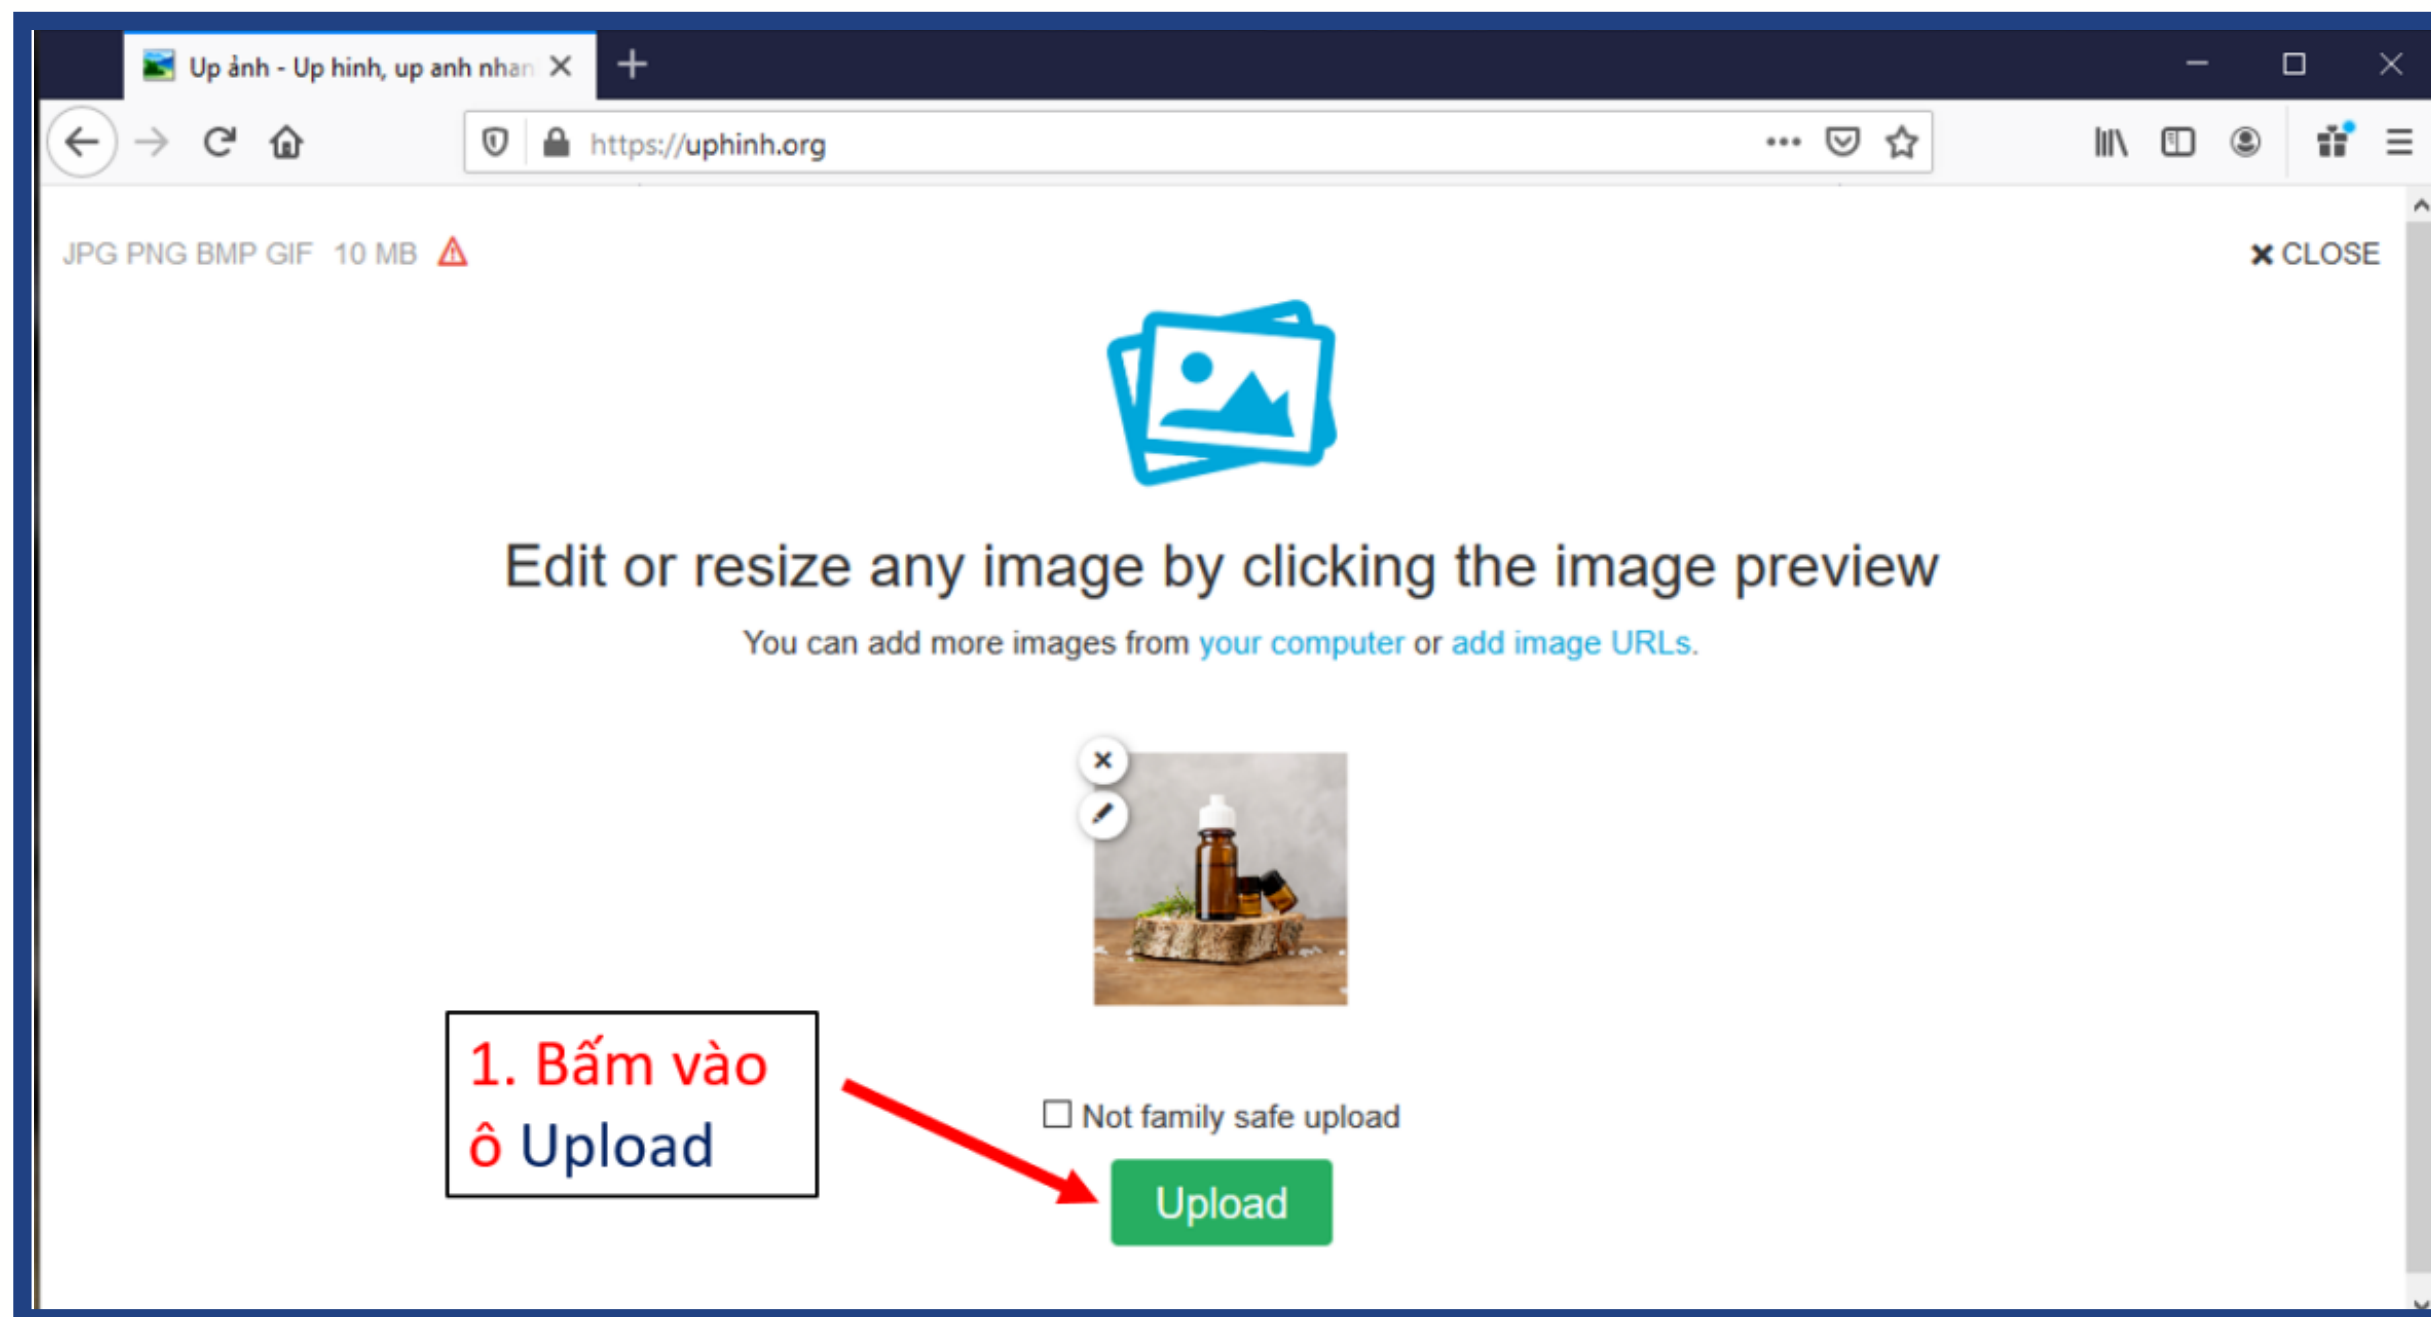 Up ảnh - Up hinh, up anh nhan
https://uphinh.org
JPG PNG BMP GIF 10 MB
CLOSE
Edit or resize any image by clicking the image preview
You can add more images from your computer or add image URLs.
1. Bấm vào
ô Upload
Not family safe upload
Upload